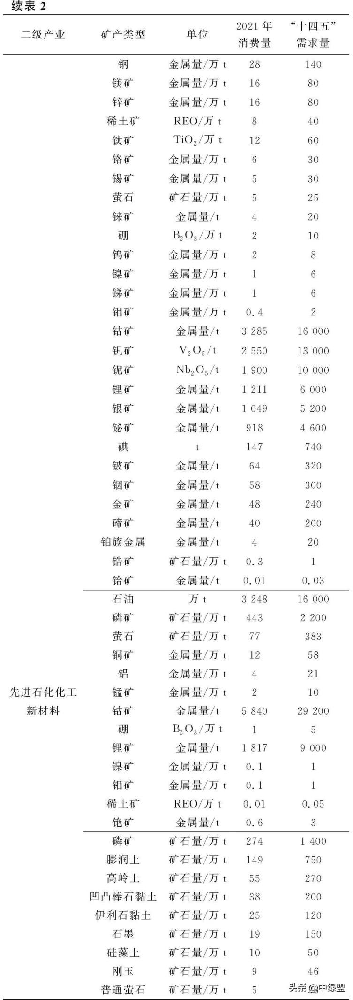 续表 2
二级产业 矿产类型 单位 2021 年消费量 “十四五”需求量
钢 金属量/万 t 28 140
镁矿 金属量/万 t 16 80
锌矿 金属量/万 t 16 80
稀土矿 REO/万 t 8 40
钛矿 TiO₂/万 t 12 60
铬矿 金属量/万 t 6 30
锡矿 金属量/万 t 5 30
萤石 矿石量/万 t 5 25
铼矿 金属量/t 4 20
硼 B₂O₃/万 t 2 10
钨矿 金属量/万 t 2 8
镍矿 金属量/万 t 1 6
锑矿 金属量/万 t 1 6
钼矿 金属量/万 t 0.4 2
钴矿 金属量/t 3 285 16 000
钒矿 V₂O₅/t 2 550 13 000
铌矿 Nb₂O₅/t 1 900 10 000
锂矿 金属量/t 1 211 6 000
银矿 金属量/t 1 049 5 200
铋矿 金属量/t 918 4 600
碘 t 147 740
铍矿 金属量/t 64 320
铟矿 金属量/t 58 300
金矿 金属量/t 48 240
碲矿 金属量/t 40 200
铂族金属 金属量/t 4 20
锆矿 矿石量/万 t 0.3 1
铪矿 金属量/t 0.01 0.03
石油 万 t 3 248 16 000
磷矿 矿石量/万 t 443 2 200
萤石 矿石量/万 t 77 383
铜矿 金属量/万 t 12 58
铝 金属量/万 t 4 21
先进石化化工 锰矿 金属量/万 t 2 10
新材料 钴矿 金属量/t 5 840 29 200
硼 B₂O₃/万 t 1 5
锂矿 金属量/t 1 817 9 000
镍矿 金属量/万 t 0.1 1
钼矿 金属量/万 t 0.1 1
稀土矿 REO/万 t 0.01 0.05
铯矿 金属量/t 0.6 3
磷矿 矿石量/万 t 274 1 400
膨润土 矿石量/万 t 149 750
高岭土 矿石量/万 t 55 270
凹凸棒石黏土 矿石量/万 t 38 200
伊利石黏土 矿石量/万 t 25 120
石墨 矿石量/万 t 19 150
硅藻土 矿石量/万 t 10 50
刚玉 矿石量/万 t 9 46
普通萤石 矿石量/万 t 5
头条 @中绿盟